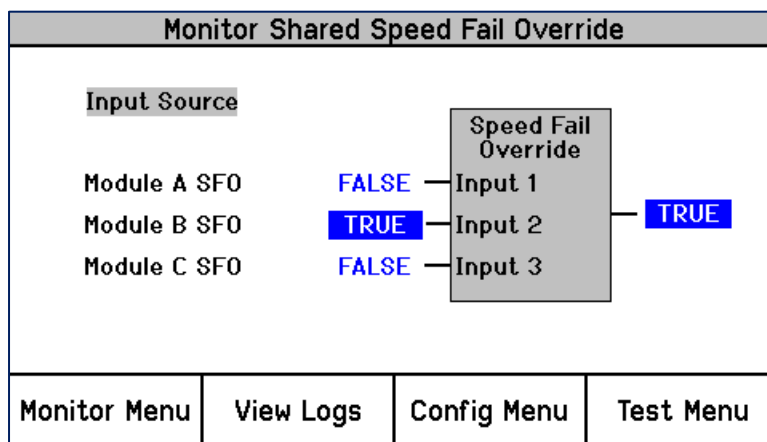 Monitor Shared Speed Fail Override
Input Source
Speed Fail
Override
Module A SFO FALSE Input 1
Module B SFO TRUE Input 2 TRUE
Module C SFO FALSE Input 3
Monitor Menu View Logs Config Menu Test Menu